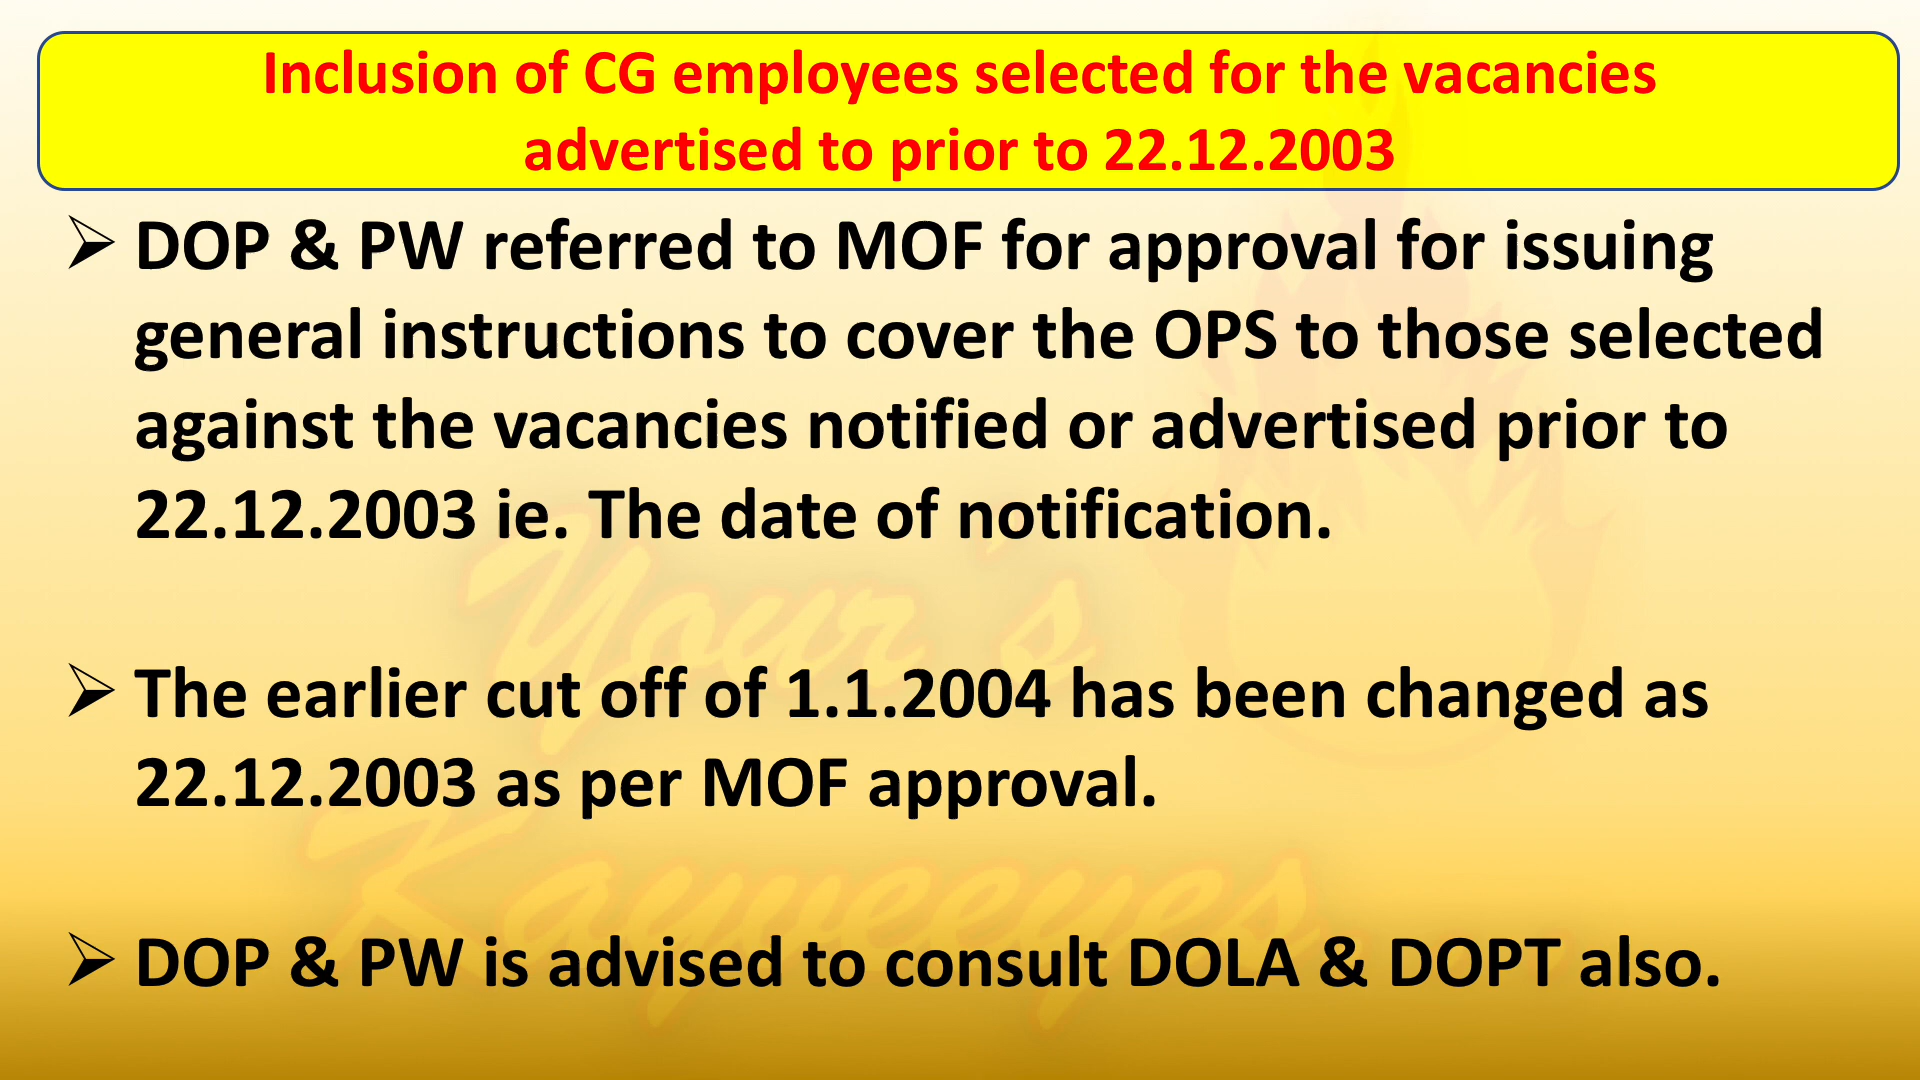 Inclusion of CG employees selected for the vacancies
advertised to prior to 22.12.2003
➢ DOP & PW referred to MOF for approval for issuing
general instructions to cover the OPS to those selected
against the vacancies notified or advertised prior to
22.12.2003 ie. The date of notification.
➢ The earlier cut off of 1.1.2004 has been changed as
22.12.2003 as per MOF approval.
➢ DOP & PW is advised to consult DOLA & DOPT also.
Your's
Kayveeyes